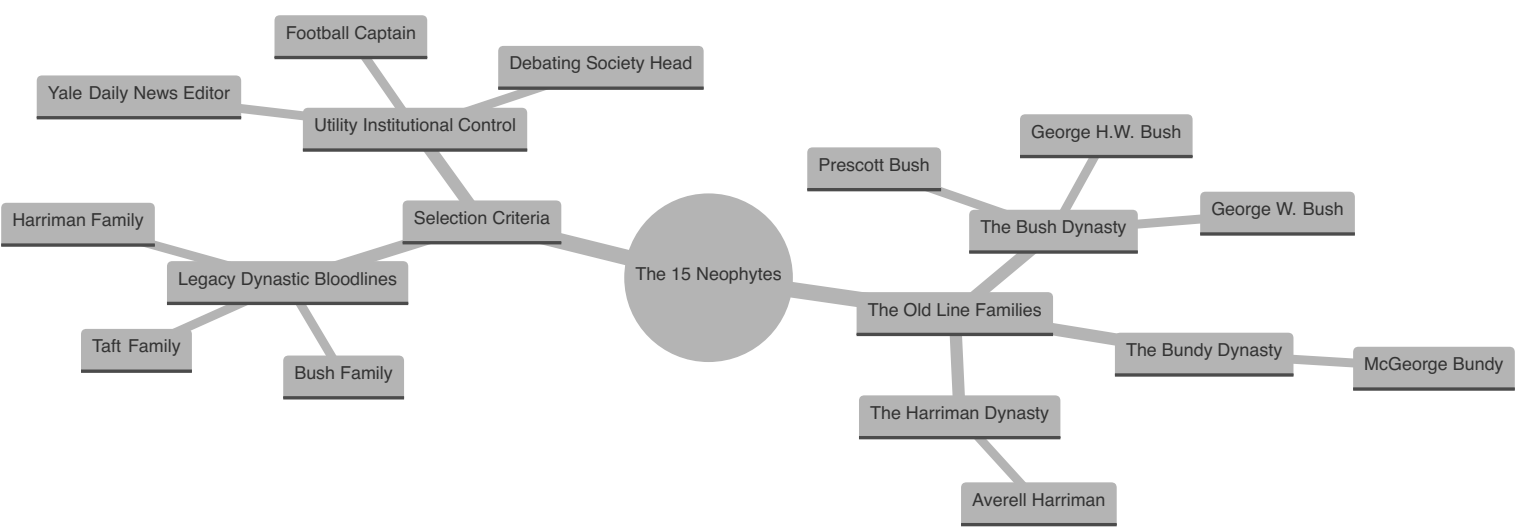 The 15 Neophytes
Selection Criteria
Utility Institutional Control
Yale Daily News Editor
Football Captain
Debating Society Head
Legacy Dynastic Bloodlines
Harriman Family
Taft Family
Bush Family
The Old Line Families
The Bush Dynasty
Prescott Bush
George H.W. Bush
George W. Bush
The Bundy Dynasty
McGeorge Bundy
The Harriman Dynasty
Averell Harriman